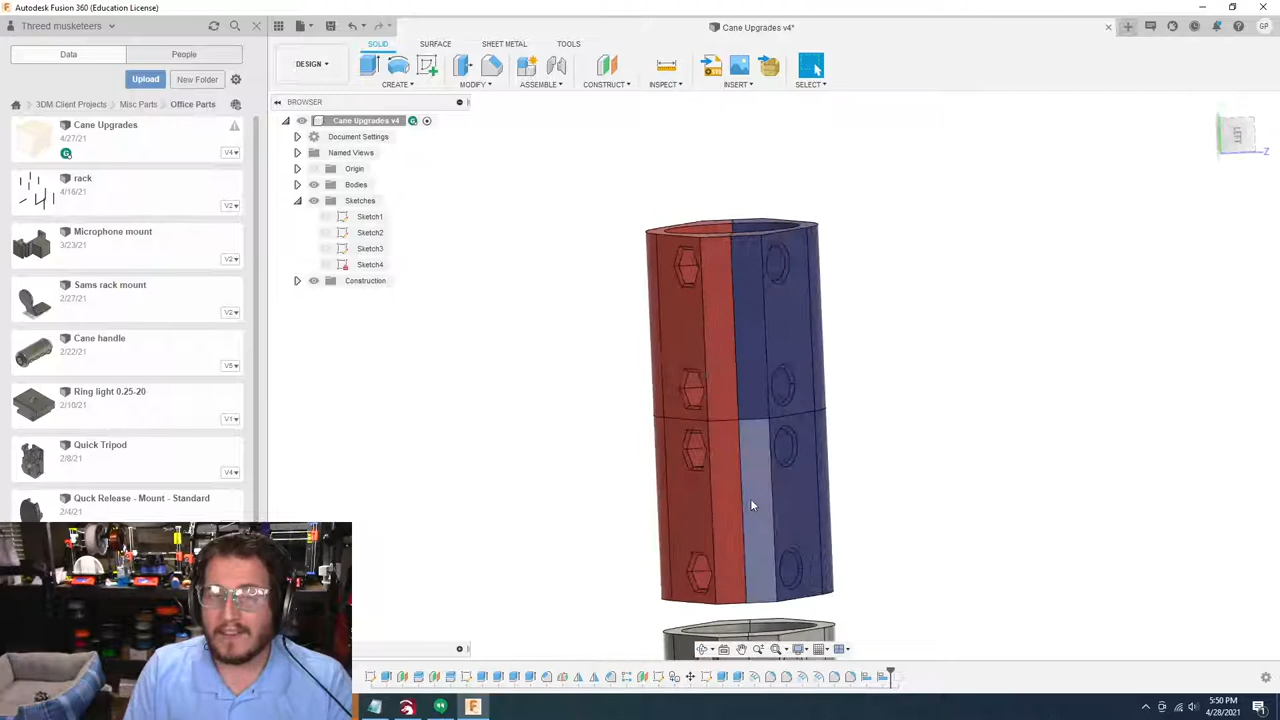 Autodesk Fusion 360 (Education License)
Threed musketeer
Cane Upgrades v4*
GP
Data
People
Upload
New Folder
3DM Client Projects
Misc Parts
Office Parts
Cane Upgrades
4/27/21
G
V4
rack
4/16/21
V2
Microphone mount
3/23/21
V2
Sams rack mount
2/27/21
V2
Cane handle
2/22/21
V5
Ring light 0.25-20
2/10/21
V1
Quick Tripod
2/8/21
V4
Quck Release - Mount - Standard
2/4/21
SOLID
SURFACE
SHEET METAL
TOOLS
DESIGN
CREATE
MODIFY
ASSEMBLE
CONSTRUCT
INSPECT
INSERT
SELECT
BROWSER
Cane Upgrades v4
Document Settings
Named Views
Origin
Bodies
Sketches
Sketch1
Sketch2
Sketch3
Sketch4
Construction
LEFT
Z
5:50 PM
4/28/2021